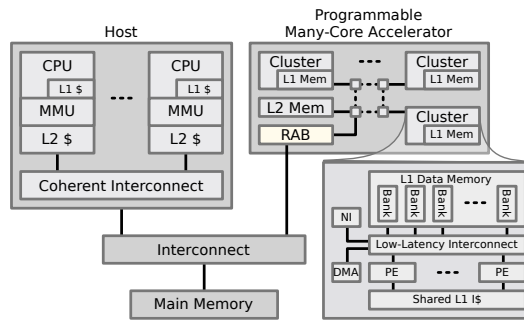 Host
CPU
L1 $
MMU
L2 $
CPU
L1 $
MMU
L2 $
Coherent Interconnect
Programmable
Many-Core Accelerator
Cluster
L1 Mem
Cluster
L1 Mem
L2 Mem
Cluster
L1 Mem
RAB
Interconnect
Main Memory
L1 Data Memory
Bank
Bank
Bank
Bank
NI
Low-Latency Interconnect
DMA
PE
PE
Shared L1 I$